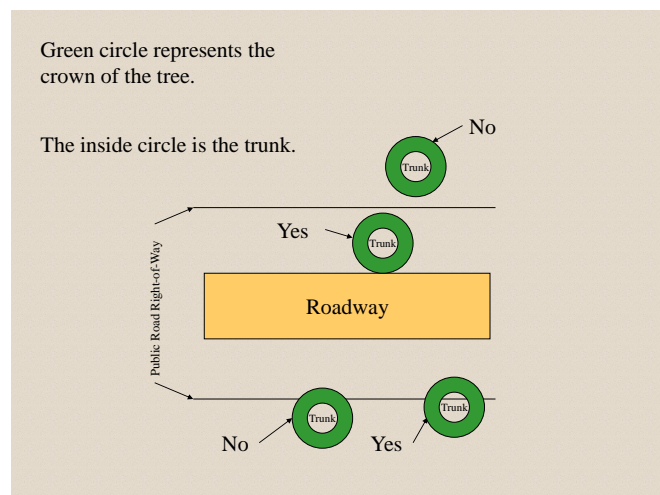 Green circle represents the
crown of the tree.
The inside circle is the trunk.
No
Trunk
Yes
Trunk
Public Road Right-of-Way
Roadway
Trunk
Trunk
No
Yes